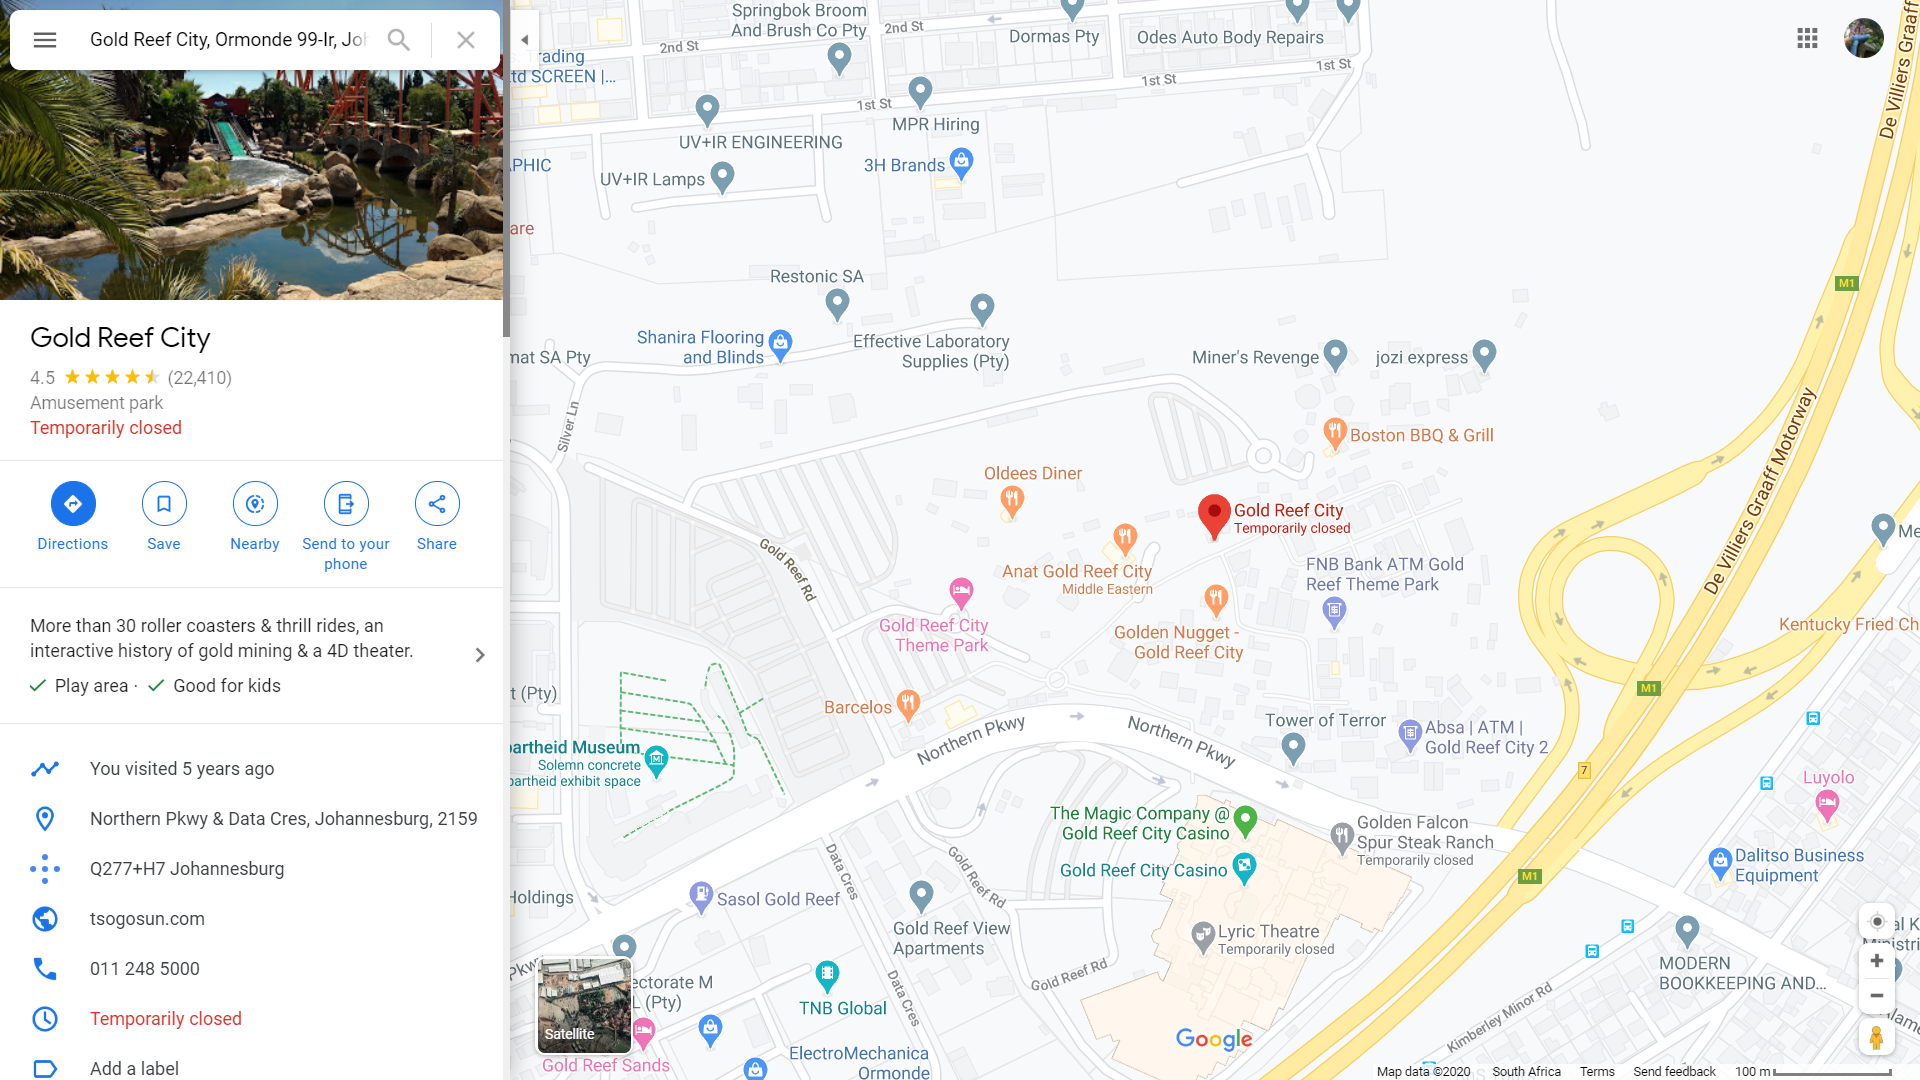 Gold Reef City, Ormonde 99-Ir, Joh
Gold Reef City
4.5 (22,410)
Amusement park
Temporarily closed
Directions
Save
Nearby
Send to your
phone
Share
More than 30 roller coasters & thrill rides, an
interactive history of gold mining & a 4D theater.
Play area ·
Good for kids
You visited 5 years ago
Northern Pkwy & Data Cres, Johannesburg, 2159
Q277+H7 Johannesburg
tsogosun.com
011 248 5000
Temporarily closed
Add a label
Springbok Broom
And Brush Co Pty
2nd St
2nd St
Dormas Pty
Odes Auto Body Repairs
Trading
td SCREEN |...
1st St
1st St
1st St
MPR Hiring
UV+IR ENGINEERING
3H Brands
APHIC
UV+IR Lamps
are
Restonic SA
Shanira Flooring
and Blinds
Effective Laboratory
Supplies (Pty)
mat SA Pty
Miner's Revenge
jozi express
Silver Ln
Boston BBQ & Grill
Oldees Diner
Gold Reef City
Temporarily closed
Gold Reef Rd
Anat Gold Reef City
Middle Eastern
FNB Bank ATM Gold
Reef Theme Park
Gold Reef City
Theme Park
Golden Nugget -
Gold Reef City
De Villiers Graaff Motorway
De Villiers Graaff
M1
M1
M1
7
Me
Kentucky Fried Ch
t (Pty)
Barcelos
Northern Pkwy
Northern Pkwy
Tower of Terror
Absa | ATM |
Gold Reef City 2
partheid Museum
Solemn concrete
partheid exhibit space
Luvolo
The Magic Company @
Gold Reef City Casino
Golden Falcon
Spur Steak Ranch
Temporarily closed
Gold Reef City Casino
Dalitso Business
Equipment
Data Cres
Gold Reef Rd
Holdings
Sasol Gold Reef
Gold Reef View
Apartments
Lyric Theatre
Temporarily closed
Pkwy
ectorate M
L (Pty)
Gold Reef Rd
Data Cres
TNB Global
MODERN
BOOKKEEPING AND...
al K
Ministri
Kimberley Minor Rd
Satellite
Gold Reef Sands
ElectroMechanica
Ormonde
Google
Map data ©2020
South Africa
Terms
Send feedback
100 m